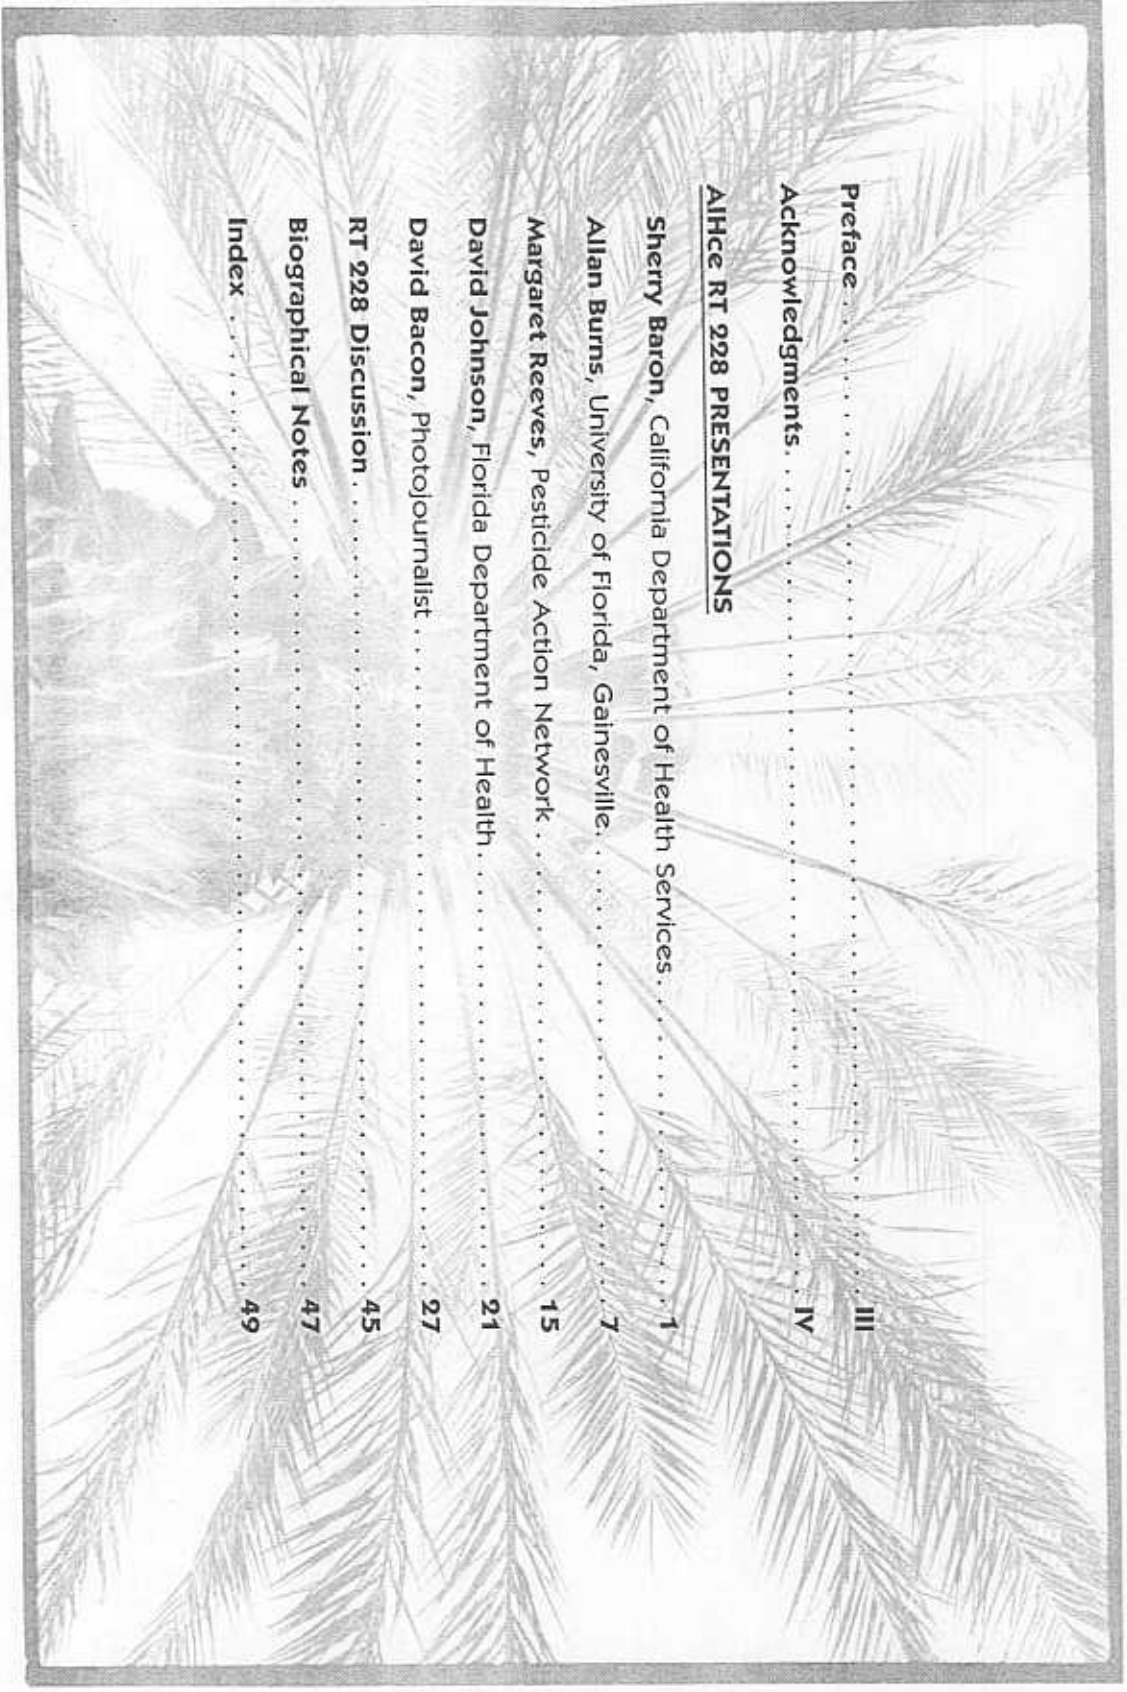 Preface . . . . . . . . . . . . . . . . . . . . . . . . . . . . . . III
Acknowledgments. . . . . . . . . . . . . . . . . . . . . . . . . . IV
AIHce RT 228 PRESENTATIONS
Sherry Baron, California Department of Health Services. . . . . . . . . . 1
Allan Burns, University of Florida, Gainesville. . . . . . . . . . . . . . 7
Margaret Reeves, Pesticide Action Network . . . . . . . . . . . . . . 15
David Johnson, Florida Department of Health. . . . . . . . . . . . . . 21
David Bacon, Photojournalist . . . . . . . . . . . . . . . . . . . . 27
RT 228 Discussion . . . . . . . . . . . . . . . . . . . . . . . . 45
Biographical Notes . . . . . . . . . . . . . . . . . . . . . . . . 47
Index . . . . . . . . . . . . . . . . . . . . . . . . . . . . . . 49